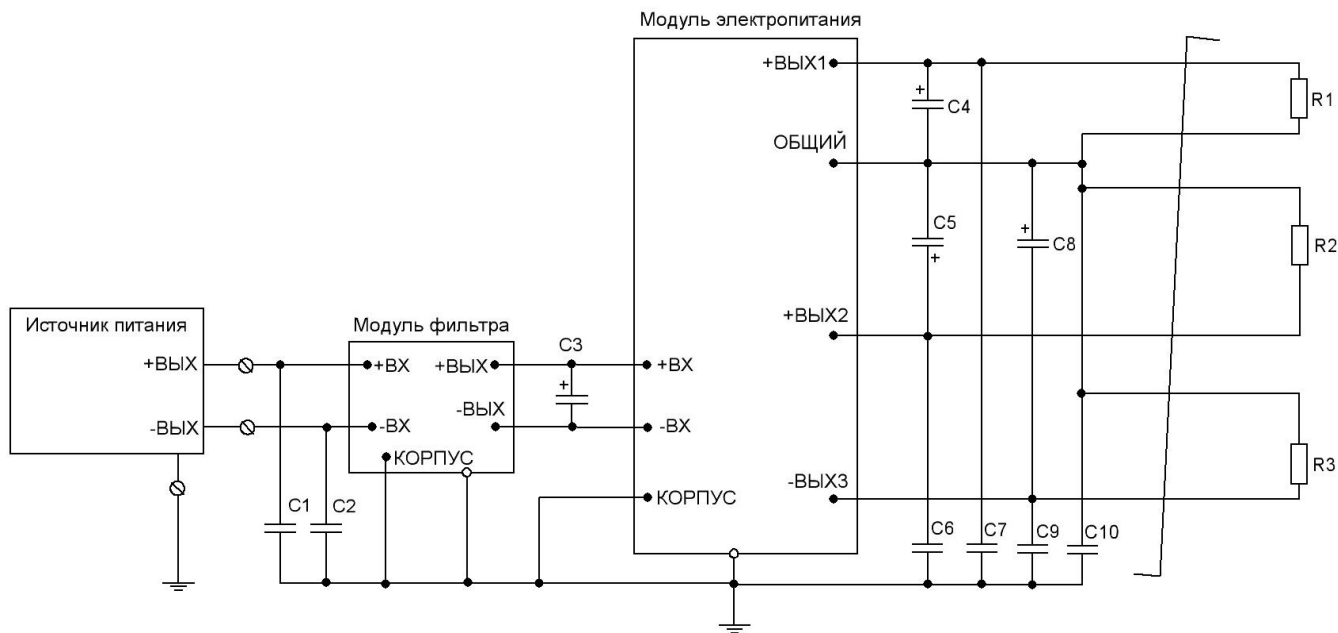 Модуль электропитания
+ВЫХ1
+
C4
R1
ОБЩИЙ
C5
+
+
C8
R2
+ВЫХ2
Источник питания
+ВЫХ
-ВЫХ
Модуль фильтра
+ВХ
+ВЫХ
-ВЫХ
-ВХ
КОРПУС
C3
+
+ВХ
-ВХ
КОРПУС
-ВЫХ3
R3
C1
C2
C6
C7
C9
C10